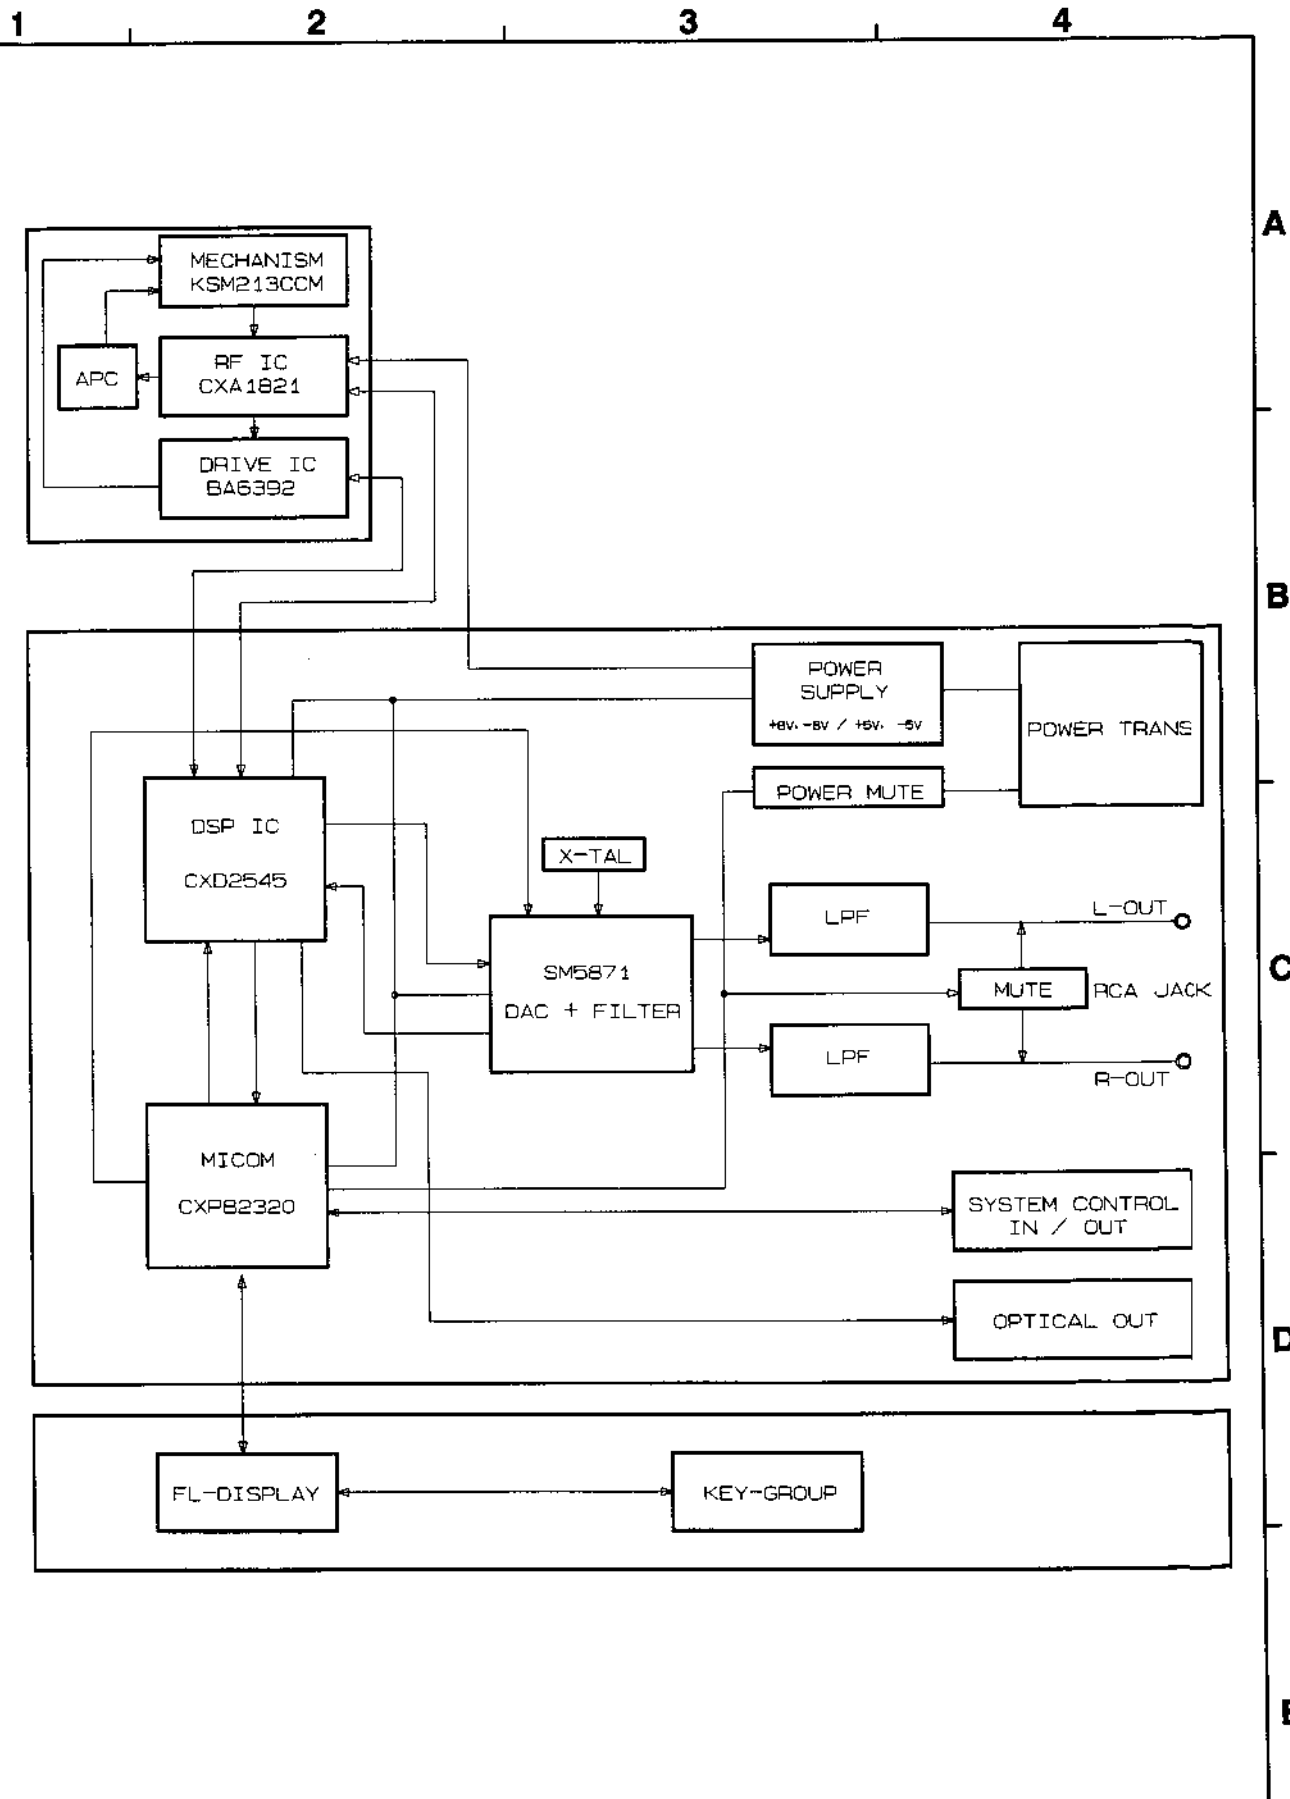 1 2 3 4
A
MECHANISM
KSM213CCM
RF IC
CXA1821
APC
DRIVE IC
BA6392
B
POWER
SUPPLY
+8V, -8V / +5V, -5V
POWER TRANS
POWER MUTE
DSP IC
CXD2545
X-TAL
LPF
L-OUT
C
SM5871
DAC + FILTER
MUTE
RCA JACK
LPF
R-OUT
MICOM
CXP82320
SYSTEM CONTROL
IN / OUT
OPTICAL OUT
D
FL-DISPLAY
KEY-GROUP